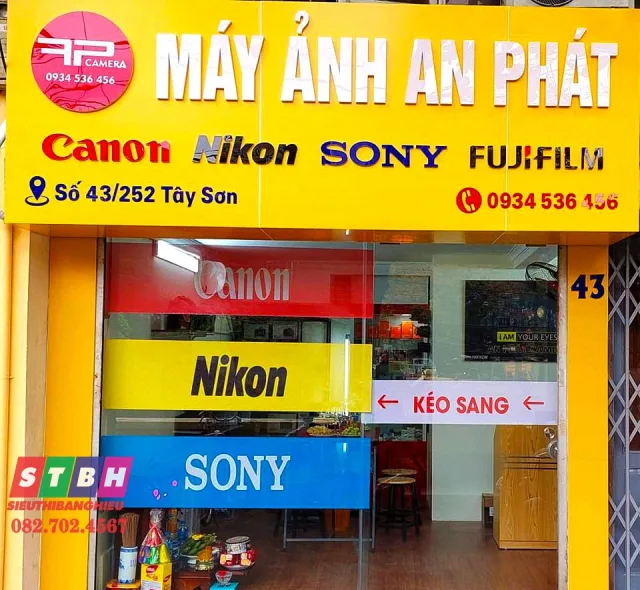 AP
CAMERA
0934 536 456
MÁY ẢNH AN PHÁT
Canon Nikon SONY FUJIFILM
Số 43/252 Tây Sơn
0934 536 456
Canon
43
I AM YOUR EYES
Nikon
← KÉO SANG ←
SONY
STBH
SIEUTHIBANGHIEU
082.702.4567